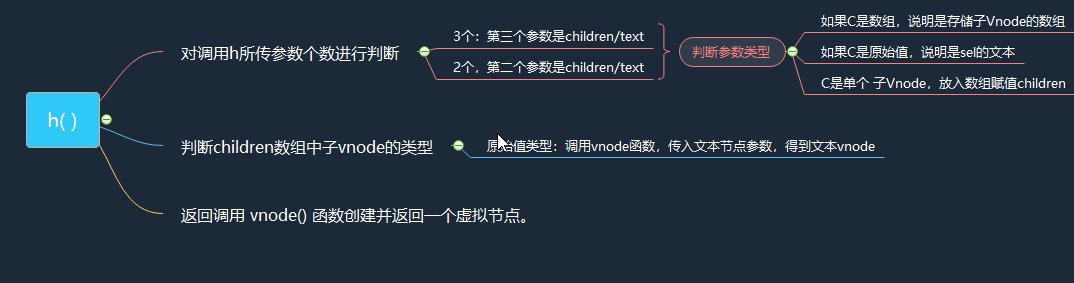 h( )
对调用h所传参数个数进行判断
3个：第三个参数是children/text
2个，第二个参数是children/text
判断参数类型
如果C是数组，说明是存储子Vnode的数组
如果C是原始值，说明是sel的文本
C是单个 子Vnode，放入数组赋值children
判断children数组中子vnode的类型
原始值类型：调用vnode函数，传入文本节点参数，得到文本vnode
返回调用 vnode() 函数创建并返回一个虚拟节点。